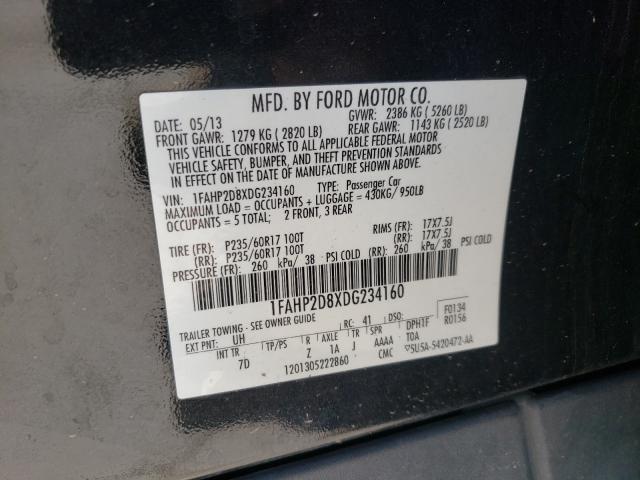 MFD. BY FORD MOTOR CO.
DATE: 05/13 GVWR: 2386 KG ( 5260 LB)
FRONT GAWR: 1279 KG ( 2820 LB) REAR GAWR: 1143 KG ( 2520 LB)
THIS VEHICLE CONFORMS TO ALL APPLICABLE FEDERAL MOTOR
VEHICLE SAFETY, BUMPER, AND THEFT PREVENTION STANDARDS
IN EFFECT ON THE DATE OF MANUFACTURE SHOWN ABOVE.
VIN: 1FAHP2D8XDG234160 TYPE: Passenger Car
MAXIMUM LOAD = OCCUPANTS + LUGGAGE = 430KG/ 950LB
OCCUPANTS = 5 TOTAL; 2 FRONT, 3 REAR
TIRE (FR): P235/60R17 100T RIMS (FR): 17X7.5J
(RR): P235/60R17 100T (RR): 17X7.5J
PRESSURE (FR): 260 kPa/ 38 PSI COLD (RR): 260 kPa/ 38 PSI COLD
1FAHP2D8XDG234160
TRAILER TOWING - SEE OWNER GUIDE
EXT PNT: UH RC: 41 DSO: F0134
R0156
INT TR TP/PS R AXLE TR SPR DPHIF
7D Z 1A J AAAA TOA
1201305222860 CMC 5U5A-5420472-AA